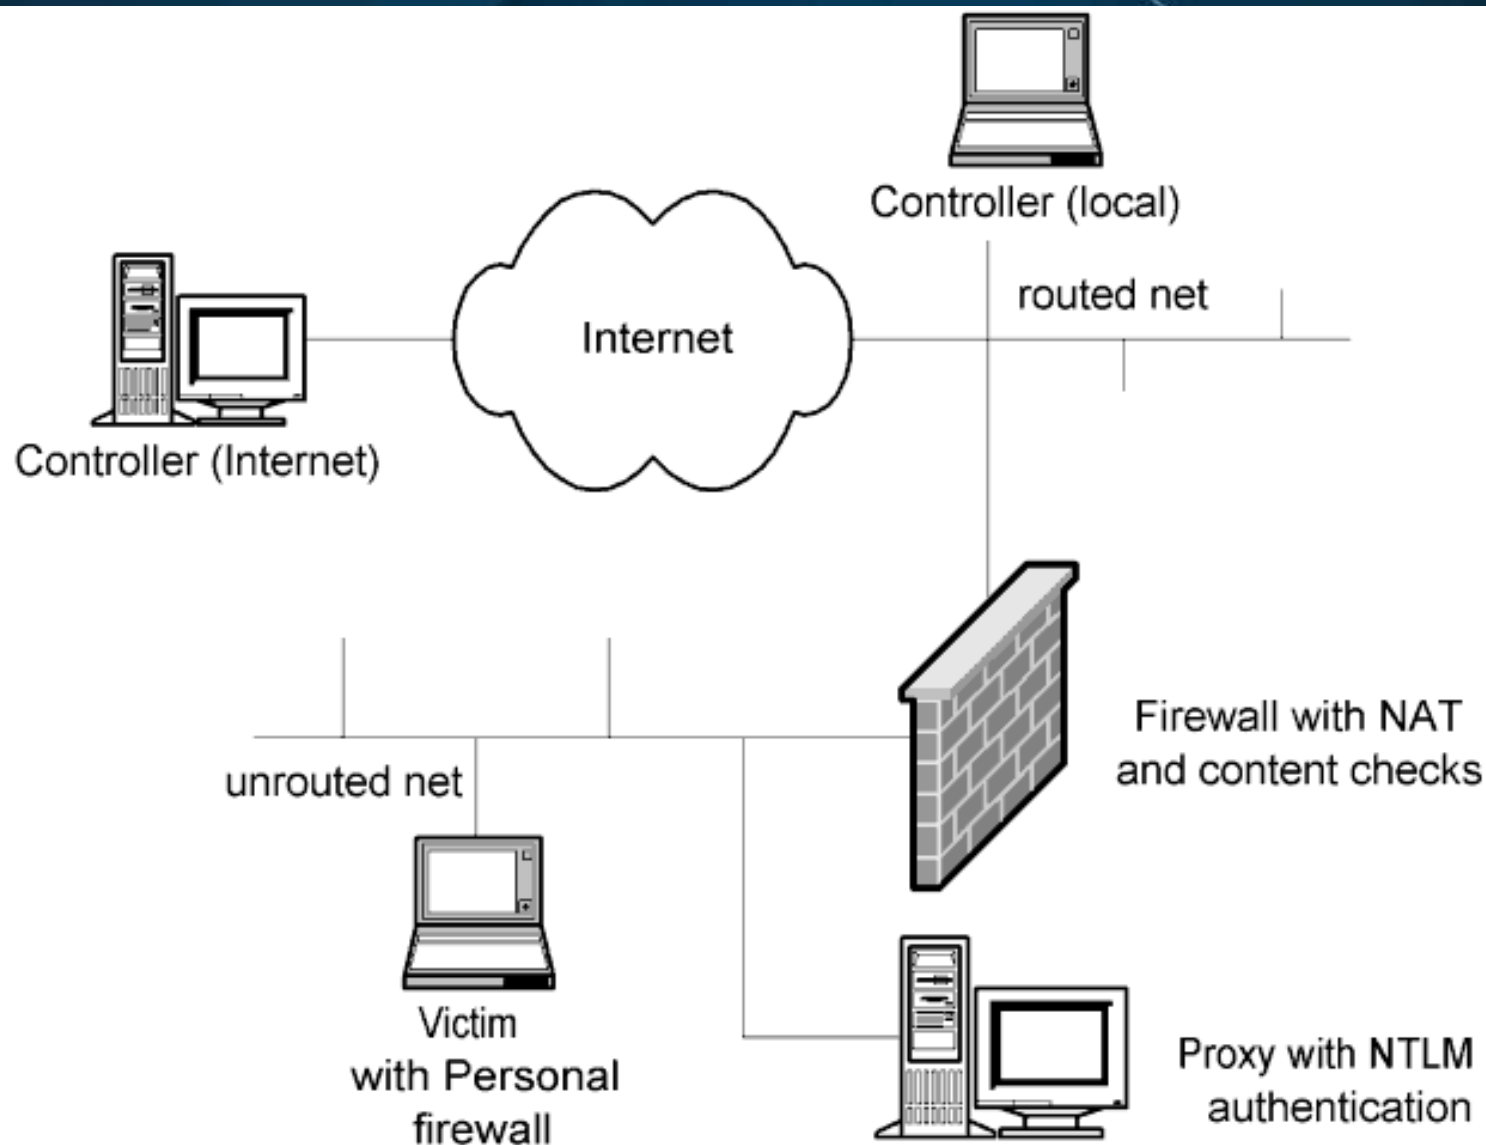 Controller (local)
routed net
Internet
Controller (Internet)
Firewall with NAT
and content checks
unrouted net
Victim
with Personal
firewall
Proxy with NTLM
authentication